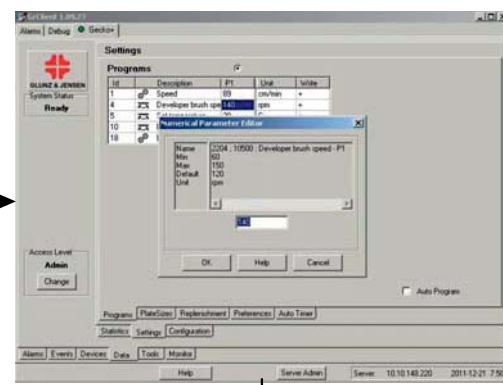 GrClient 1.09.27
Alarms Debug Gecko+
GLUNZ & JENSEN
System Status
Ready
Access Level
Admin
Change
Settings
Programs
Id Description P1 Unit Write
1 Speed 89 cm/min +
4 Developer brush spe 140 rpm +
5
10
18
Numerical Parameter Editor
Name 2204 : 10500 : Developer brush speed - P1
Min 60
Max 150
Default 120
Unit rpm
140
OK Help Cancel
Auto Program
Programs PlateSizes Replenishment Preferences Auto Timer
Statistics Settings Configuration
Alarms Events Devices Data Tools Monitor
Help Server Admin Server: 10.10.148.220 2011-12-21